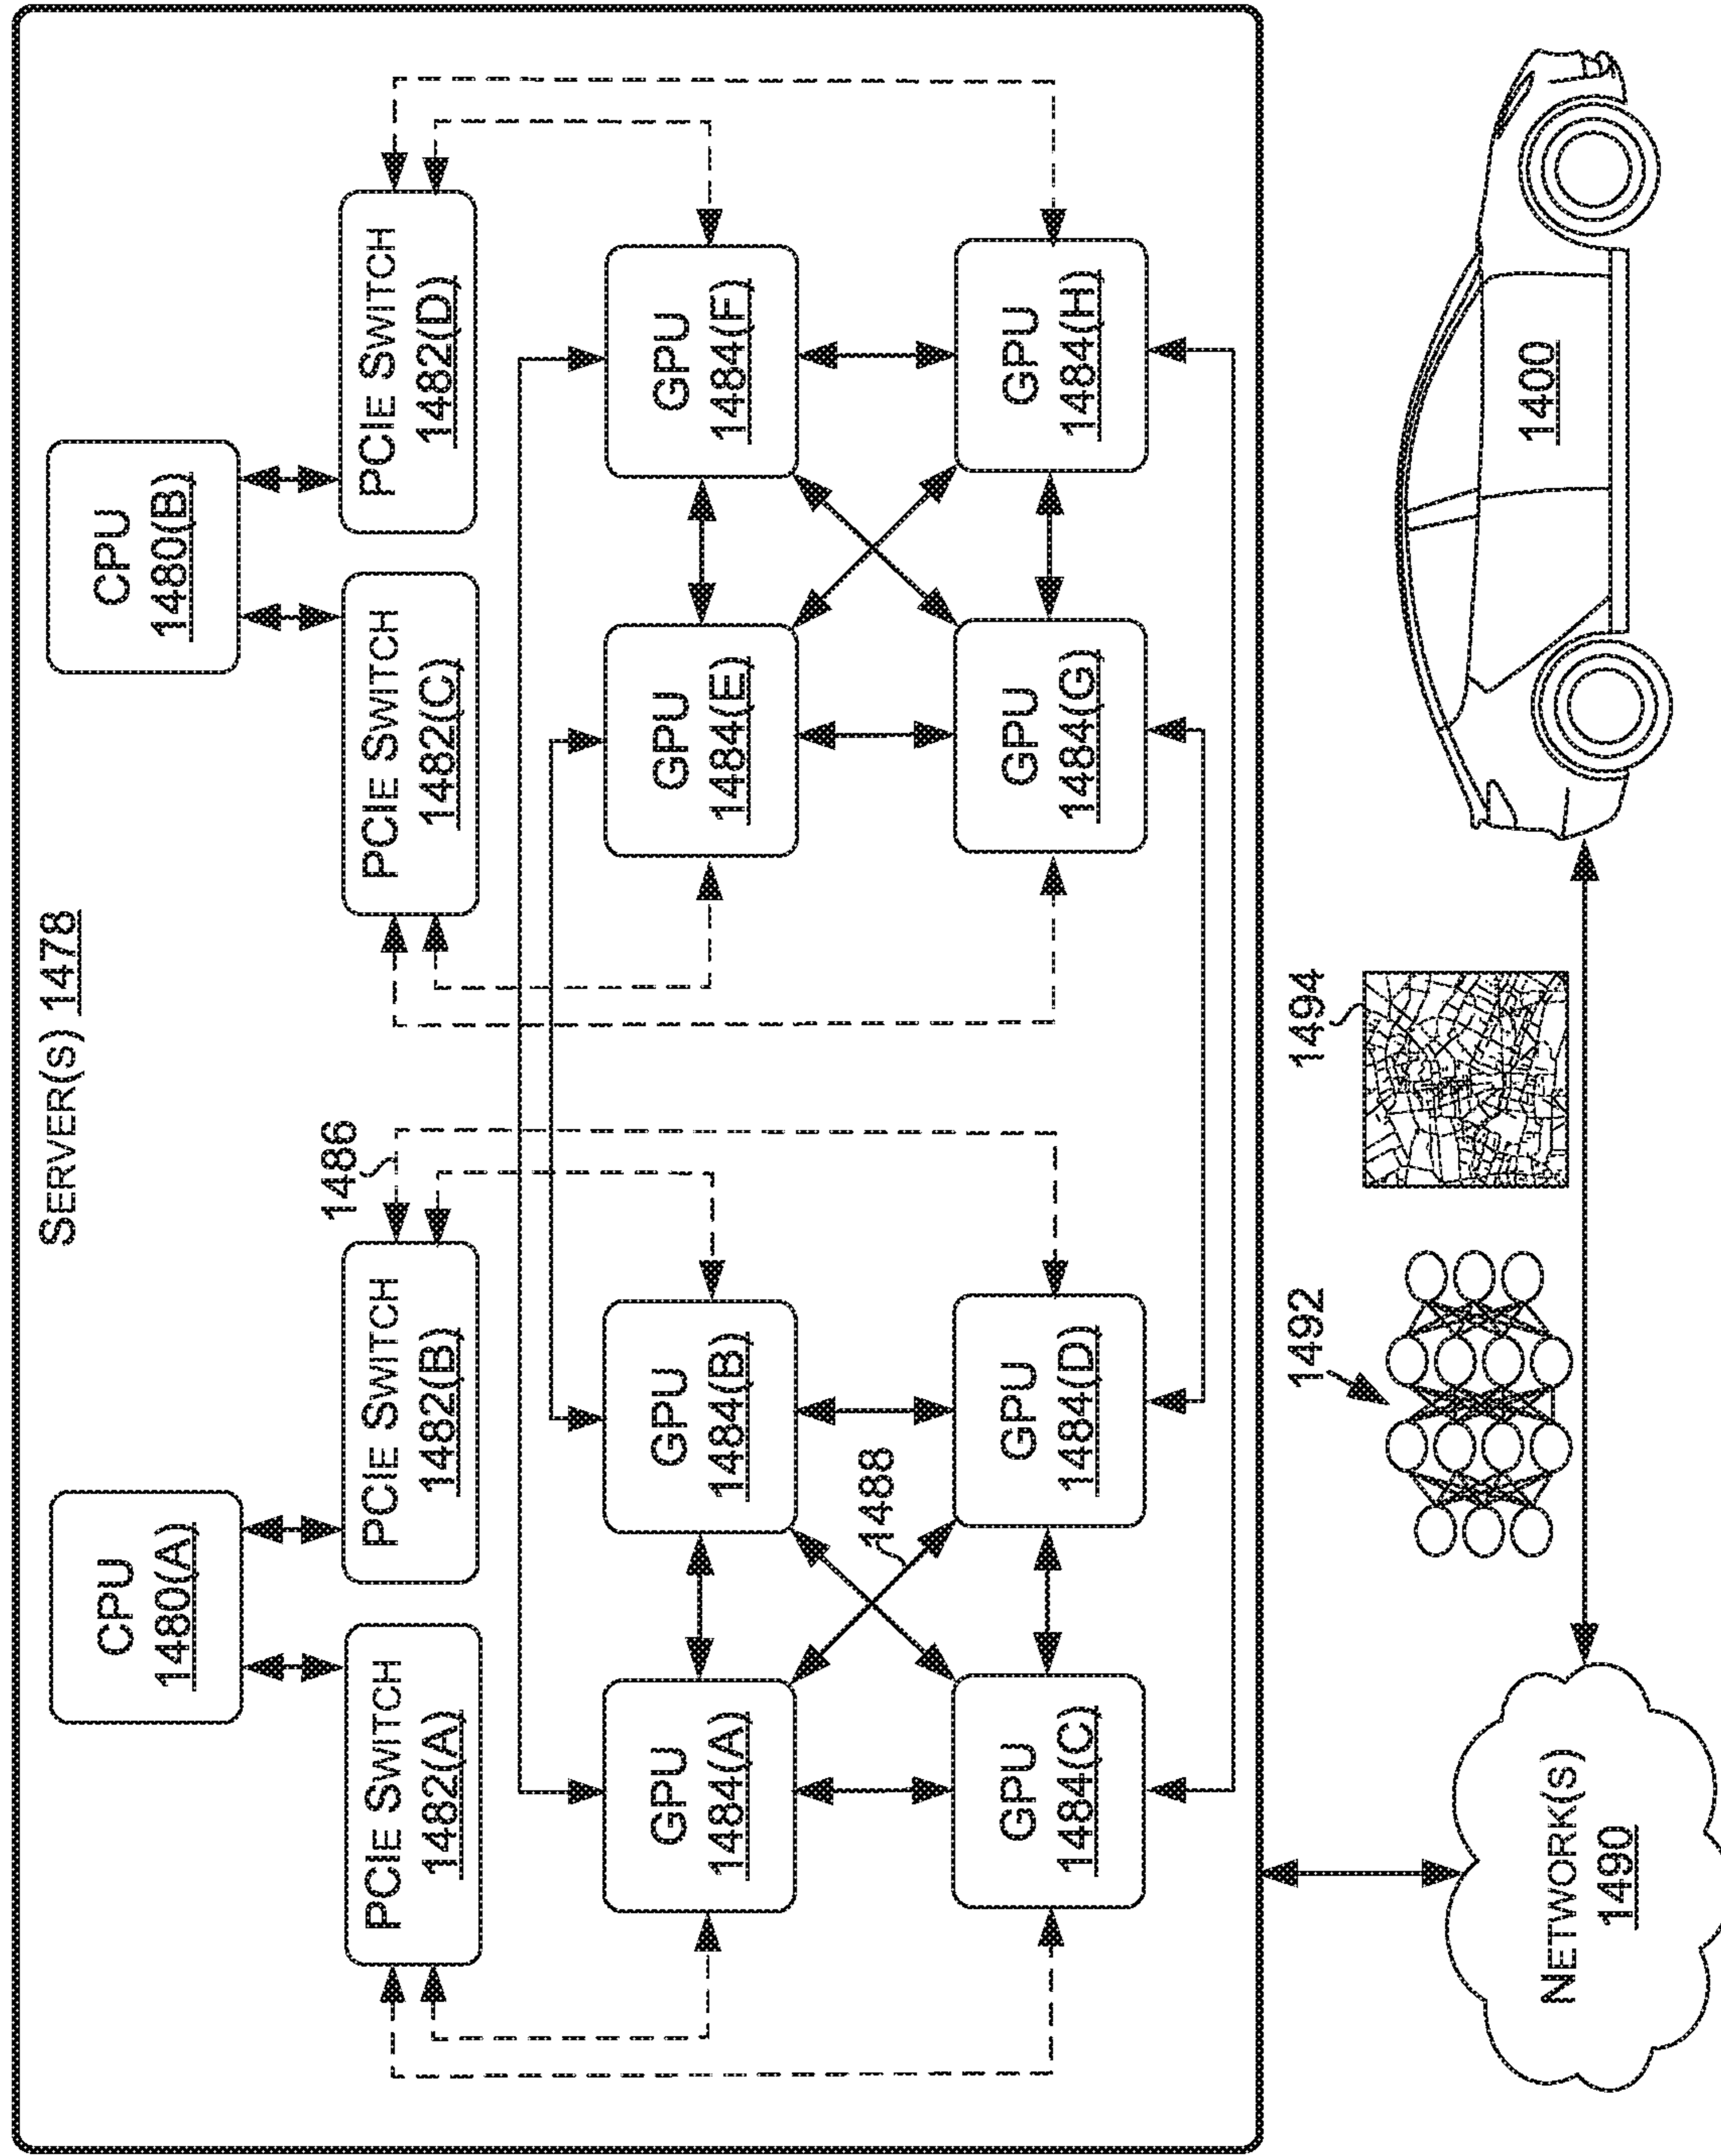 SERVER(S) 1478
CPU
1480(A)
CPU
1480(B)
PCIE SWITCH
1482(A)
PCIE SWITCH
1482(B)
1486
PCIE SWITCH
1482(C)
PCIE SWITCH
1482(D)
GPU
1484(A)
GPU
1484(B)
GPU
1484(E)
GPU
1484(F)
1488
GPU
1484(C)
GPU
1484(D)
GPU
1484(G)
GPU
1484(H)
NETWORK(S)
1490
1492
1494
1400